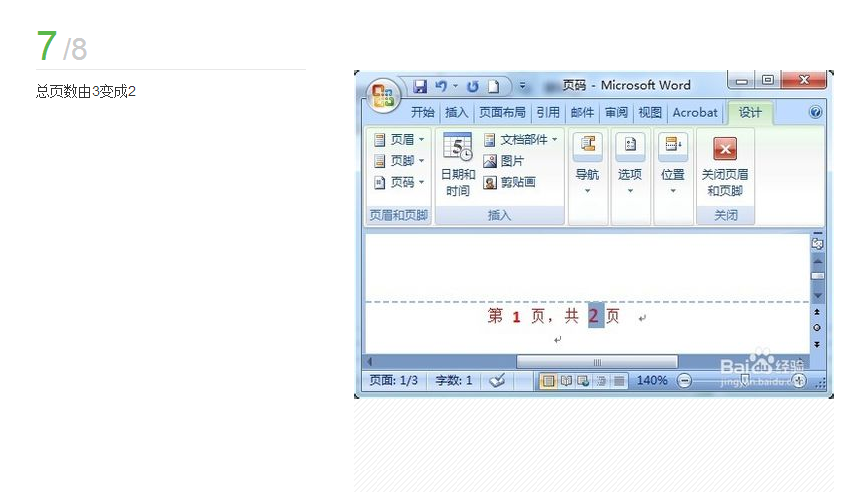 7/8
总页数由3变成2
页码 - Microsoft Word
开始 插入 页面布局 引用 邮件 审阅 视图 Acrobat 设计
页眉
页脚
页码
页眉和页脚
日期和
时间
文档部件
图片
剪贴画
插入
导航
选项
位置
关闭页眉
和页脚
关闭
第 1 页，共 2 页
页面: 1/3 字数: 1 140%
Baidu 经验
jingyan.baidu.com